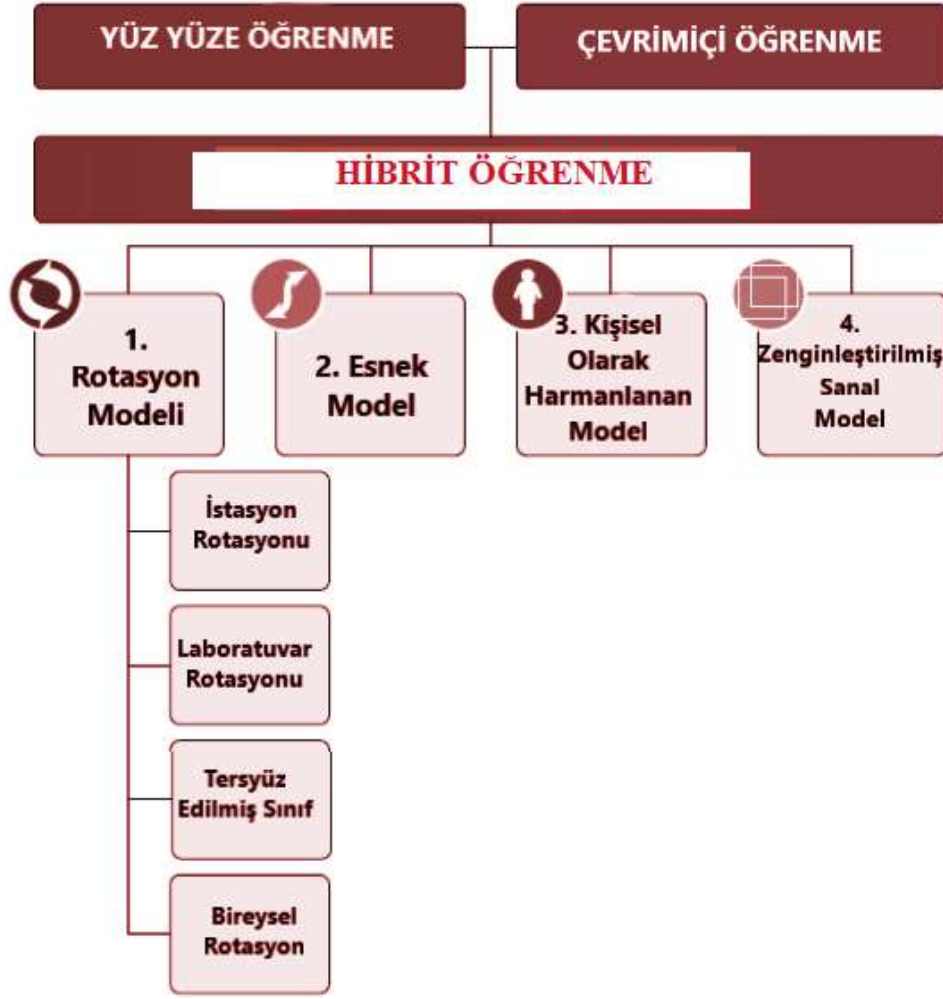 YÜZ YÜZE ÖĞRENME
ÇEVRİMİÇİ ÖĞRENME
HİBRİT ÖĞRENME
1.
Rotasyon
Modeli
2. Esnek
Model
3. Kişisel
Olarak
Harmanlanan
Model
4.
Zenginleştirilmiş
Sanal
Model
İstasyon
Rotasyonu
Laboratuvar
Rotasyonu
Tersyüz
Edilmiş Sınıf
Bireysel
Rotasyon